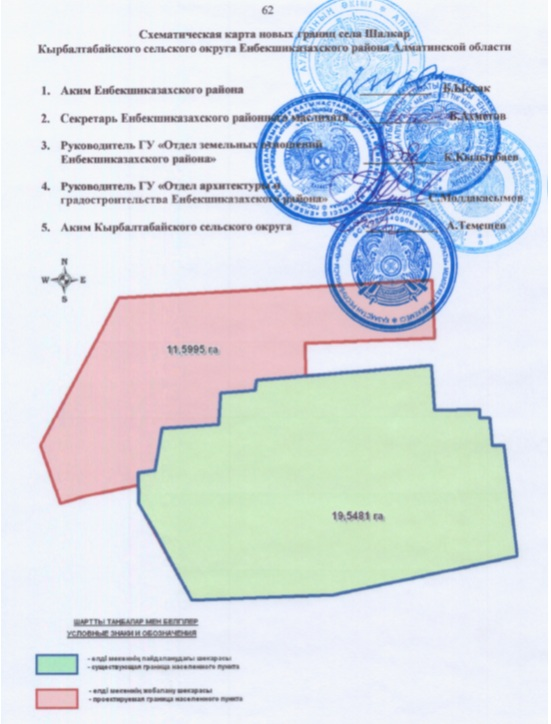 62
Схематическая карта новых границ села Шалкар
Кырбалтабайского сельского округа Енбекшиказахского района Алматинской области
1. Аким Енбекшиказахского района Б.Ыскак
2. Секретарь Енбекшиказахского районного маслихата Б.Ахметов
3. Руководитель ГУ «Отдел земельных отношений
Енбекшиказахского района» К.Кыдырбаев
4. Руководитель ГУ «Отдел архитектуры и
градостроительства Енбекшиказахского района» С.Молдакасымов
5. Аким Кырбалтабайского сельского округа А.Темешев
N
W E
S
11,5995 га
19,5481 га
ШАРТТЫ ТАНБАЛАР МЕН БЕЛГІЛЕР
УСЛОВНЫЕ ЗНАКИ И ОБОЗНАЧЕНИЯ
- елді мекеннің пайдаланудағы шекарасы
- существующая граница населенного пункта
- елді мекеннің жобалану шекарасы
- проектируемая граница населенного пункта